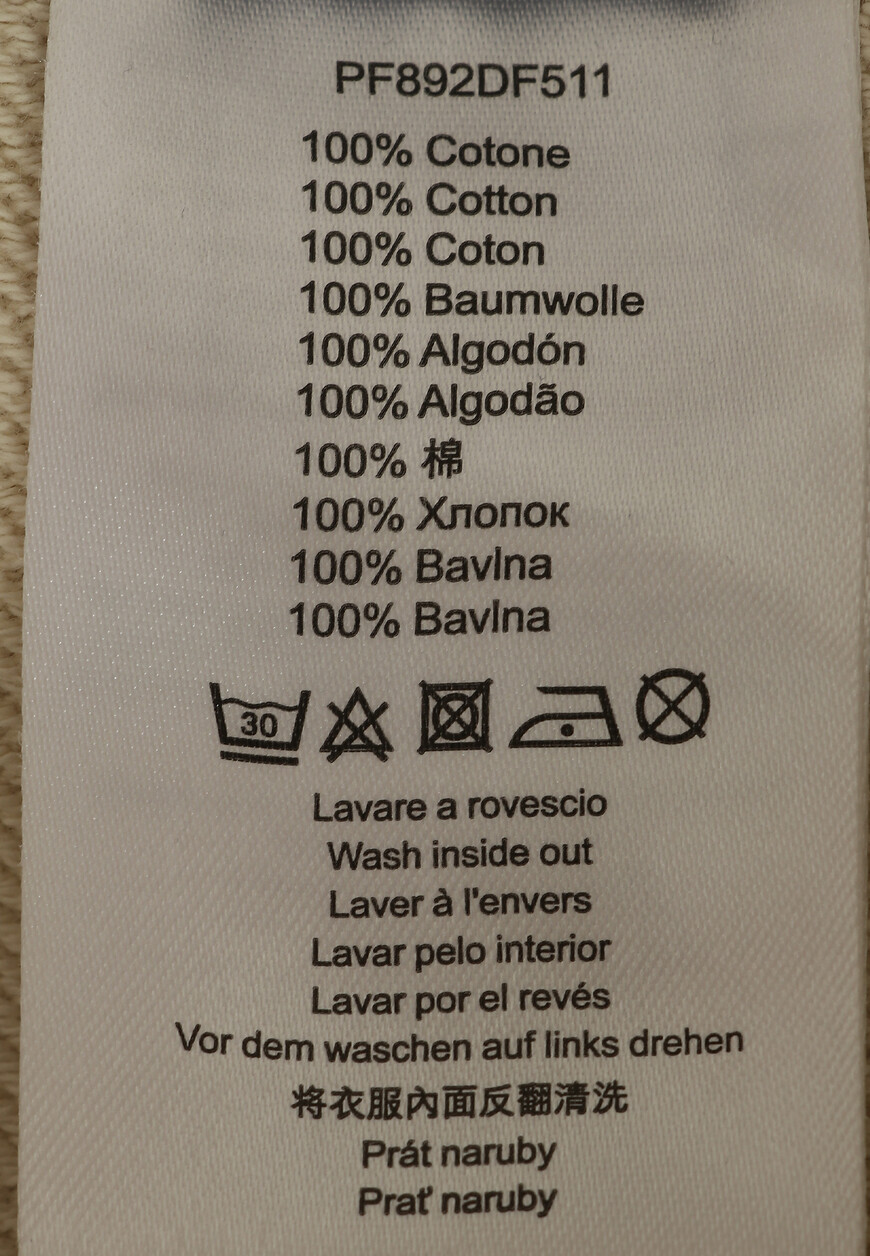 PF892DF511
100% Cotone
100% Cotton
100% Coton
100% Baumwolle
100% Algodón
100% Algodão
100% 棉
100% Хлопок
100% Bavlna
100% Bavlna
30
Lavare a rovescio
Wash inside out
Laver à l'envers
Lavar pelo interior
Lavar por el revés
Vor dem waschen auf links drehen
将衣服內面反翻清洗
Prát naruby
Prať naruby